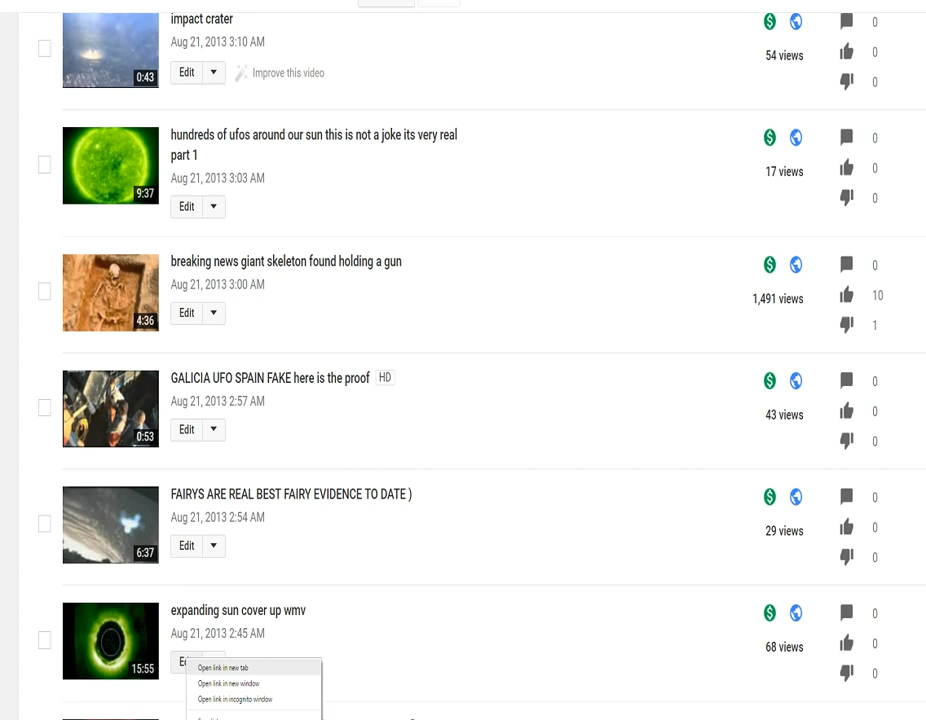 impact crater
Aug 21, 2013 3:10 AM
0:43
Edit
Improve this video
54 views
0
0
0
hundreds of ufos around our sun this is not a joke its very real
part 1
Aug 21, 2013 3:03 AM
9:37
Edit
17 views
0
0
0
breaking news giant skeleton found holding a gun
Aug 21, 2013 3:00 AM
4:36
Edit
1,491 views
0
10
1
GALICIA UFO SPAIN FAKE here is the proof HD
Aug 21, 2013 2:57 AM
0:53
Edit
43 views
0
0
0
FAIRYS ARE REAL BEST FAIRY EVIDENCE TO DATE )
Aug 21, 2013 2:54 AM
6:37
Edit
29 views
0
0
0
expanding sun cover up wmv
Aug 21, 2013 2:45 AM
15:55
68 views
0
0
0
Open link in new tab
Open link in new window
Open link in incognito window